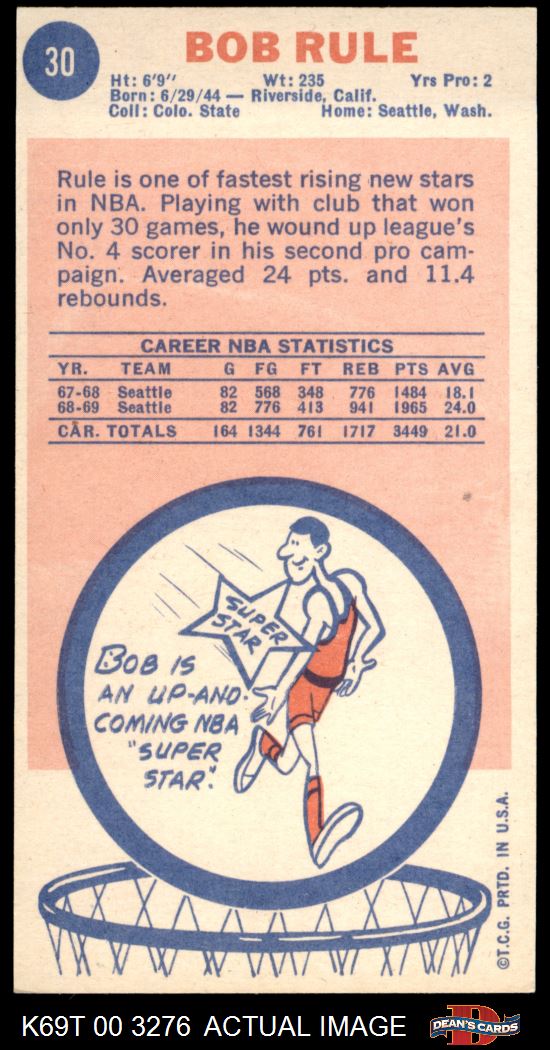 30
BOB RULE
Ht: 6'9" Wt: 235 Yrs Pro: 2
Born: 6/29/44 — Riverside, Calif.
Coll: Colo. State Home: Seattle, Wash.
Rule is one of fastest rising new stars
in NBA. Playing with club that won
only 30 games, he wound up league's
No. 4 scorer in his second pro cam-
paign. Averaged 24 pts. and 11.4
rebounds.
CAREER NBA STATISTICS
YR. TEAM G FG FT REB PTS AVG
67-68 Seattle 82 568 348 776 1484 18.1
68-69 Seattle 82 776 413 941 1965 24.0
CAR. TOTALS 164 1344 761 1717 3449 21.0
SUPER
STAR
BOB IS
AN UP-AND-
COMING NBA
"SUPER
STAR."
©T.C.G. PRTD. IN U.S.A.
K69T 00 3276 ACTUAL IMAGE
D
DEAN'S CARDS